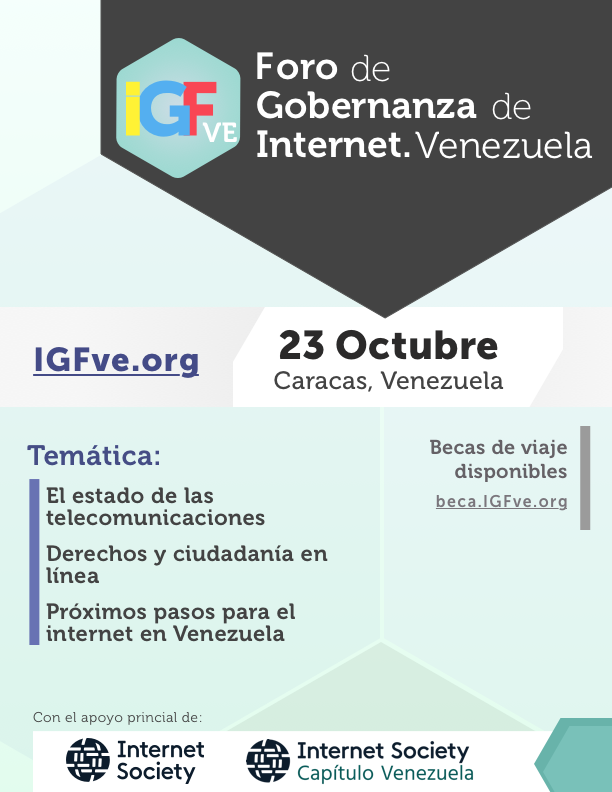 iGF
VE
Foro de
Gobernanza de
Internet. Venezuela
IGFve.org
23 Octubre
Caracas, Venezuela
Temática:
El estado de las
telecomunicaciones
Derechos y ciudadanía en
línea
Próximos pasos para el
internet en Venezuela
Becas de viaje
disponibles
beca.IGFve.org
Con el apoyo princial de:
Internet
Society
Internet Society
Capítulo Venezuela